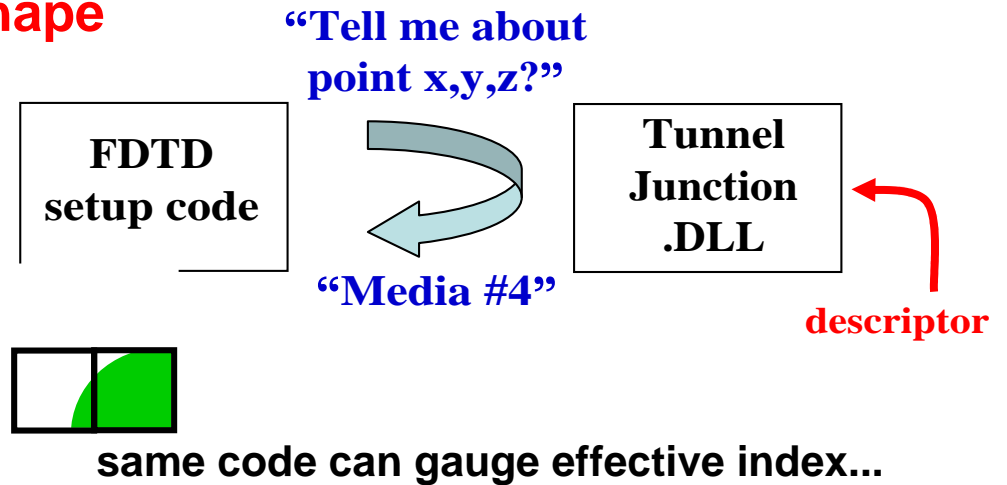 “Tell me about
point x,y,z?”
FDTD
setup code
Tunnel
Junction
.DLL
“Media #4”
descriptor
same code can gauge effective index...